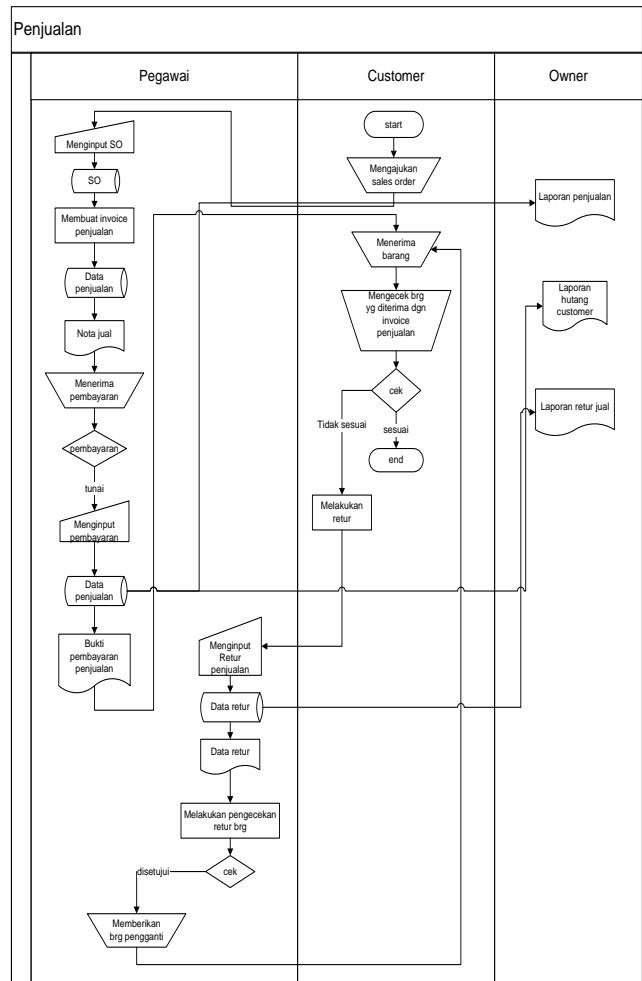 Penjualan
Pegawai
Customer
Owner
Menginput SO
SO
Membuat invoice
penjualan
Data
penjualan
Nota jual
Menerima
pembayaran
pembayaran
tunai
Menginput
pembayaran
Data
penjualan
Bukti
pembayaran
penjualan
Menginput
Retur
penjualan
Data retur
Data retur
Melakukan pengecekan
retur brg
cek
disetujui
Memberikan
brg pengganti
start
Mengajukan
sales order
Menerima
barang
Mengecek brg
yg diterima dgn
invoice
penjualan
cek
Tidak sesuai
sesuai
end
Melakukan
retur
Laporan penjualan
Laporan
hutang
customer
Laporan retur jual